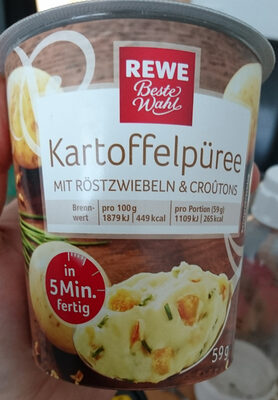 REWE
Beste
Wahl
Kartoffelpüree
MIT RÖSTZWIEBELN & CROÛTONS
Brenn-
wert
pro 100g
1879 kJ | 449 kcal
pro Portion (59g)
1109 kJ | 265 kcal
in
5 Min.
fertig
59g